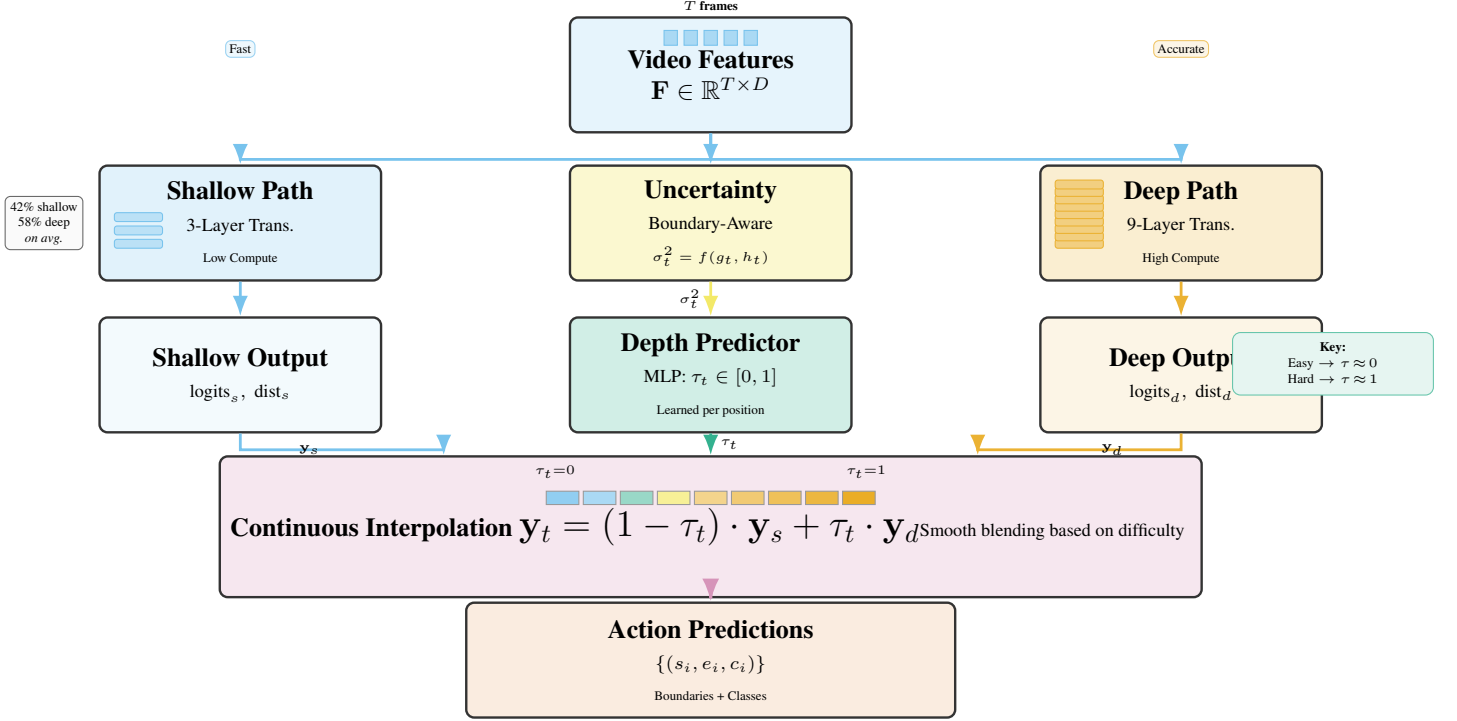 T frames
Fast
Accurate
Video Features
F ∈ ℝ^{T×D}
Shallow Path
3-Layer Trans.
Low Compute
42% shallow
58% deep
on avg.
Uncertainty
Boundary-Aware
σ_t^2 = f(g_t, h_t)
Deep Path
9-Layer Trans.
High Compute
σ_t^2
Shallow Output
logits_s, dist_s
Depth Predictor
MLP: τ_t ∈ [0, 1]
Learned per position
Deep Outpu
logits_d, dist_d
Key:
Easy → τ ≈ 0
Hard → τ ≈ 1
y_s
τ_t
y_d
τ_t=0
τ_t=1
Continuous Interpolation y_t = (1 − τ_t) · y_s + τ_t · y_d Smooth blending based on difficulty
Action Predictions
{(s_i, e_i, c_i)}
Boundaries + Classes